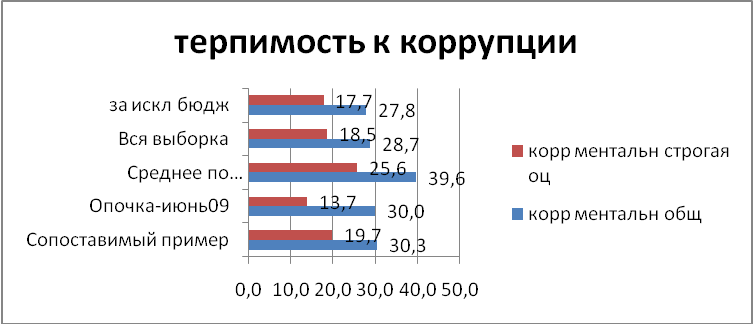 терпимость к коррупции
за искл бюдж
17,7
27,8
Вся выборка
18,5
28,7
Среднее по...
25,6
39,6
Опочка-июнь09
13,7
30,0
Сопоставимый пример
19,7
30,3
0,0 10,0 20,0 30,0 40,0 50,0
корр ментальн строгая
оц
корр ментальн общ